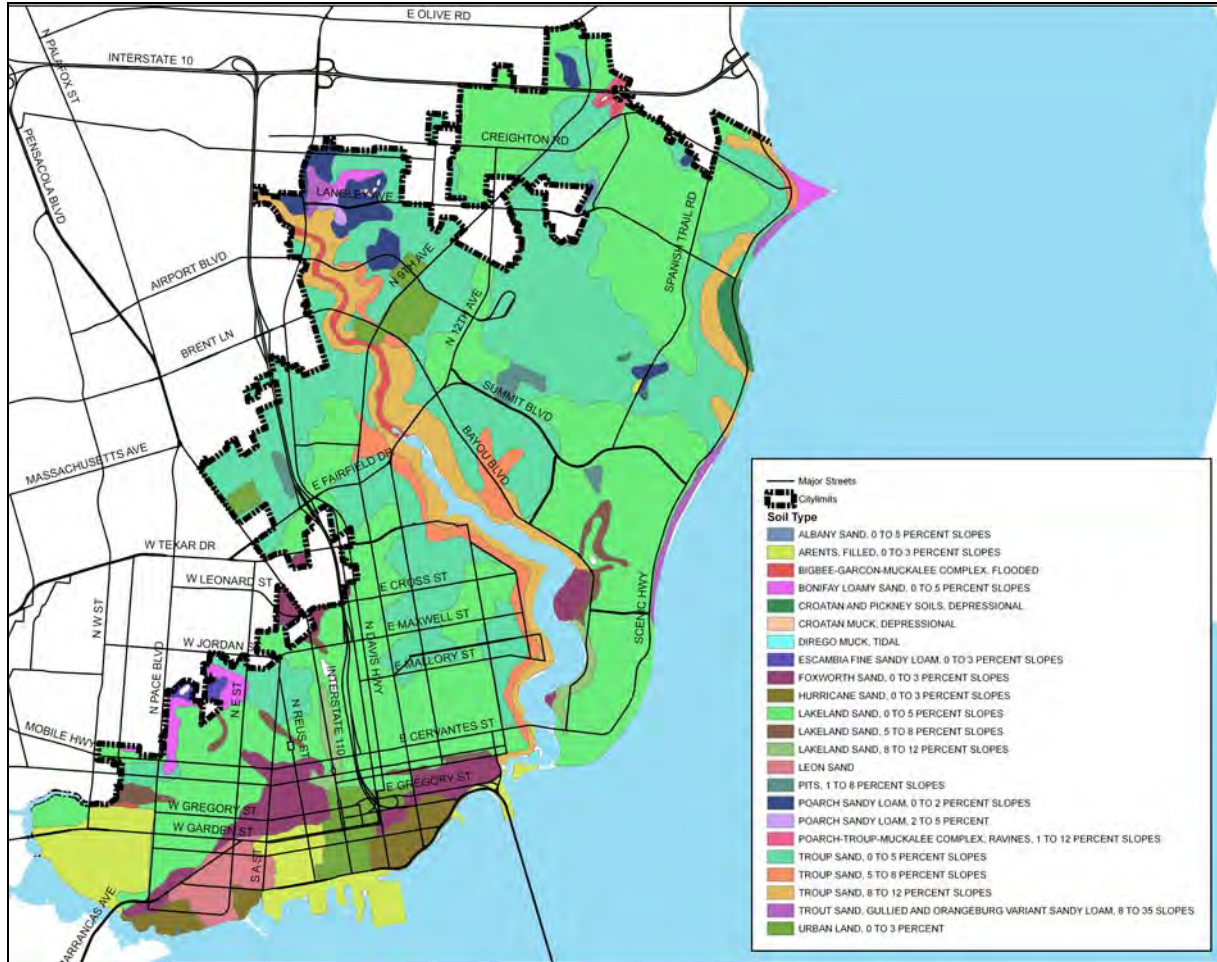 E OLIVE RD
N PALAFOX ST
INTERSTATE 10
PENSACOLA BLVD
CREIGHTON RD
LANGLEY AVE
SPANISH TRAIL RD
AIRPORT BLVD
N 9TH AVE
N 12TH AVE
BRENT LN
SUMMIT BLVD
BAYOU BLVD
MASSACHUSETTS AVE
E FAIRFIELD DR
W TEXAR DR
W LEONARD ST
E CROSS ST
N W ST
E MAXWELL ST
SCENIC HWY
W JORDAN S
N DAVIS HWY
E MALLORY ST
N PACE BLVD
N E ST
N REUS ST
INTERSTATE 110
MOBILE HWY
E CERVANTES ST
E GREGORY ST
W GREGORY ST
W GARDEN ST
S A ST
BARRANCAS AVE
Major Streets
Citylimits
Soil Type
ALBANY SAND, 0 TO 5 PERCENT SLOPES
ARENTS, FILLED, 0 TO 3 PERCENT SLOPES
BIGBEE-GARCON-MUCKALEE COMPLEX, FLOODED
BONIFAY LOAMY SAND, 0 TO 5 PERCENT SLOPES
CROATAN AND PICKNEY SOILS, DEPRESSIONAL
CROATAN MUCK, DEPRESSIONAL
DIREGO MUCK, TIDAL
ESCAMBIA FINE SANDY LOAM, 0 TO 3 PERCENT SLOPES
FOXWORTH SAND, 0 TO 3 PERCENT SLOPES
HURRICANE SAND, 0 TO 3 PERCENT SLOPES
LAKELAND SAND, 0 TO 5 PERCENT SLOPES
LAKELAND SAND, 5 TO 8 PERCENT SLOPES
LAKELAND SAND, 8 TO 12 PERCENT SLOPES
LEON SAND
PITS, 1 TO 8 PERCENT SLOPES
POARCH SANDY LOAM, 0 TO 2 PERCENT SLOPES
POARCH SANDY LOAM, 2 TO 5 PERCENT
POARCH-TROUP-MUCKALEE COMPLEX, RAVINES, 1 TO 12 PERCENT SLOPES
TROUP SAND, 0 TO 5 PERCENT SLOPES
TROUP SAND, 5 TO 8 PERCENT SLOPES
TROUP SAND, 8 TO 12 PERCENT SLOPES
TROUT SAND, GULLIED AND ORANGEBURG VARIANT SANDY LOAM, 8 TO 35 SLOPES
URBAN LAND, 0 TO 3 PERCENT